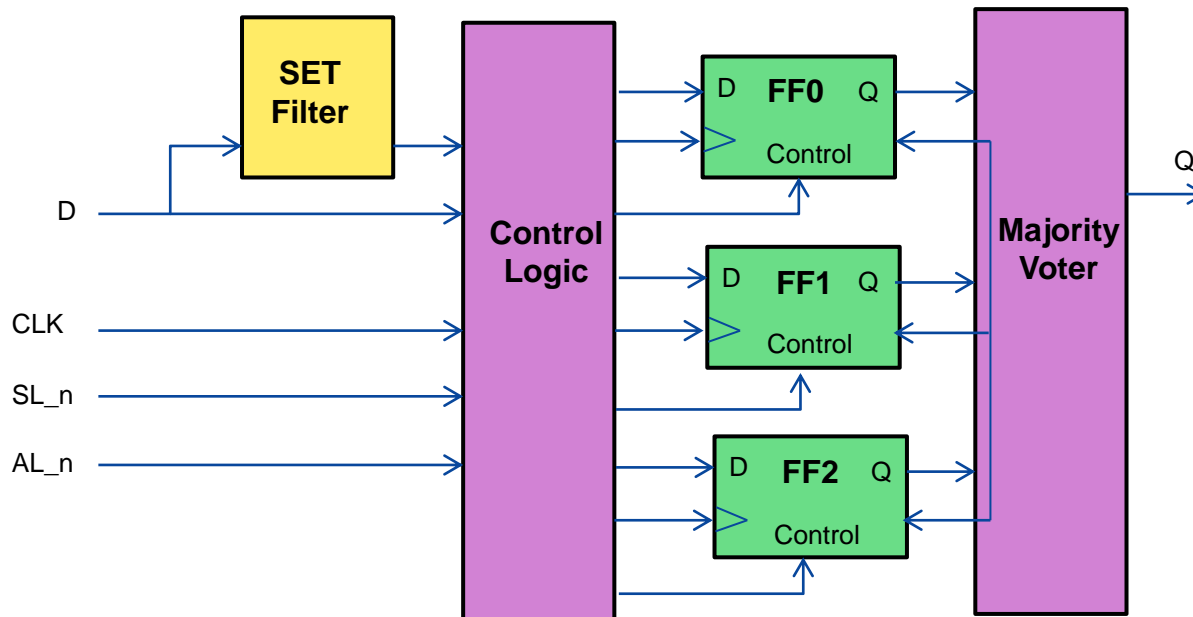 SET
Filter
D
CLK
SL_n
AL_n
Control
Logic
D FF0 Q
Control
D FF1 Q
Control
D FF2 Q
Control
Majority
Voter
Q